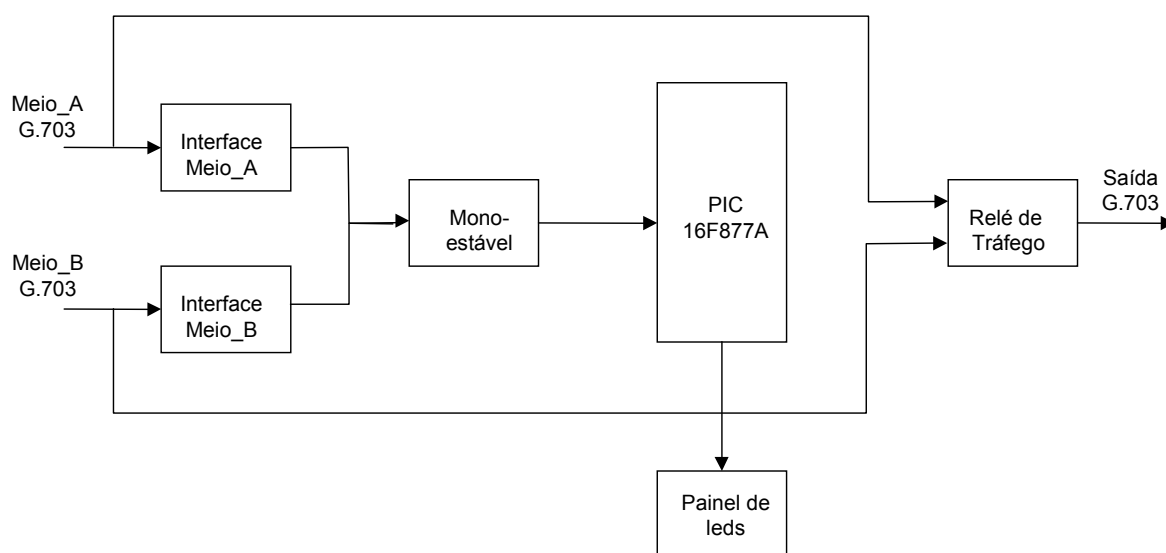 Meio_A
G.703
Interface
Meio_A
Mono-
estável
PIC
16F877A
Relé de
Tráfego
Saída
G.703
Meio_B
G.703
Interface
Meio_B
Painel de
leds